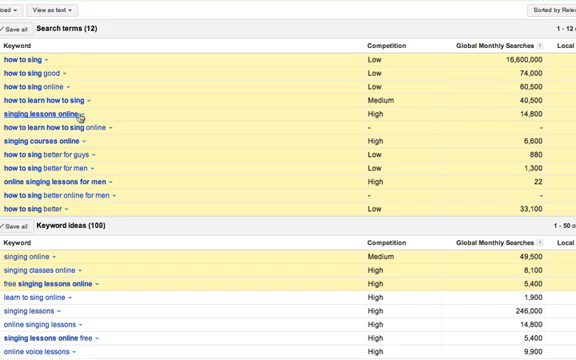 View as text
Sorted by
Save all Search terms (12) 1 - 12
Keyword Competition Global Monthly Searches ? Local
how to sing Low 16,600,000
how to sing good Low 74,000
how to sing online Low 60,500
how to learn how to sing Medium 40,500
singing lessons online High 14,800
how to learn how to sing online - -
singing courses online High 6,600
how to sing better for guys Low 880
how to sing better for men Low 1,300
online singing lessons for men High 22
how to sing better online for men - -
how to sing better Low 33,100
Save all Keyword ideas (100) 1 - 50
Keyword Competition Global Monthly Searches ? Local
singing online Medium 49,500
singing classes online High 8,100
free singing lessons online High 5,400
learn to sing online High 1,900
singing lessons High 246,000
online singing lessons High 14,800
singing lessons online free High 5,400
online voice lessons High 9,900